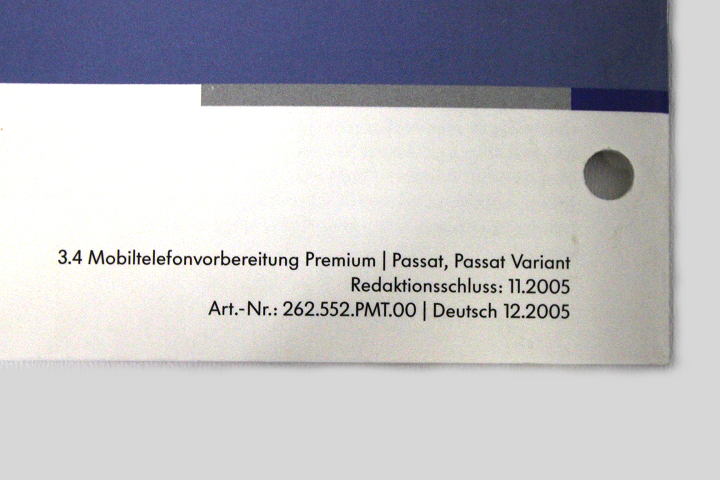 3.4 Mobiltelefonvorbereitung Premium | Passat, Passat Variant
Redaktionsschluss: 11.2005
Art.-Nr.: 262.552.PMT.00 | Deutsch 12.2005